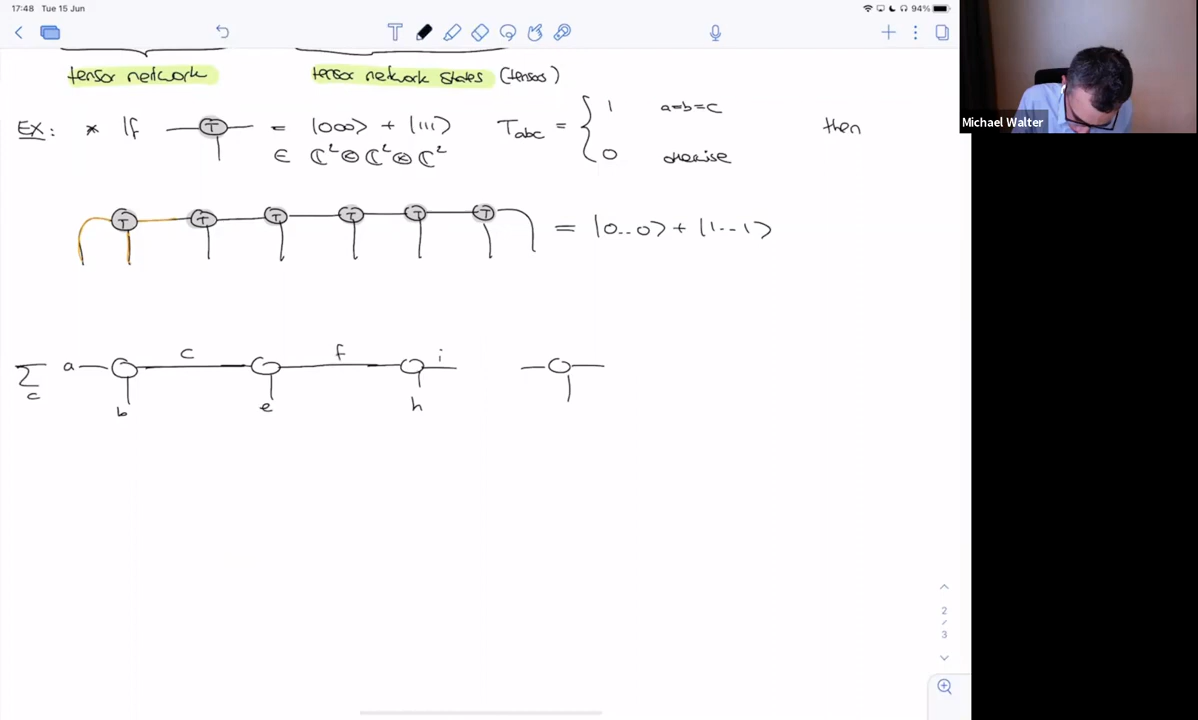 17:48 Tue 15 Jun
94%
tensor network
tensor network states (tensors)
EX: * If T = |000⟩ + |111⟩ T_abc = { 1 a=b=c then
∈ ℂ² ⊗ ℂ² ⊗ ℂ² 0 otherwise
T T T T T T = |0..0⟩ + |1..1⟩
Σ_c a c f i
b e h
2
/
3
Michael Walter